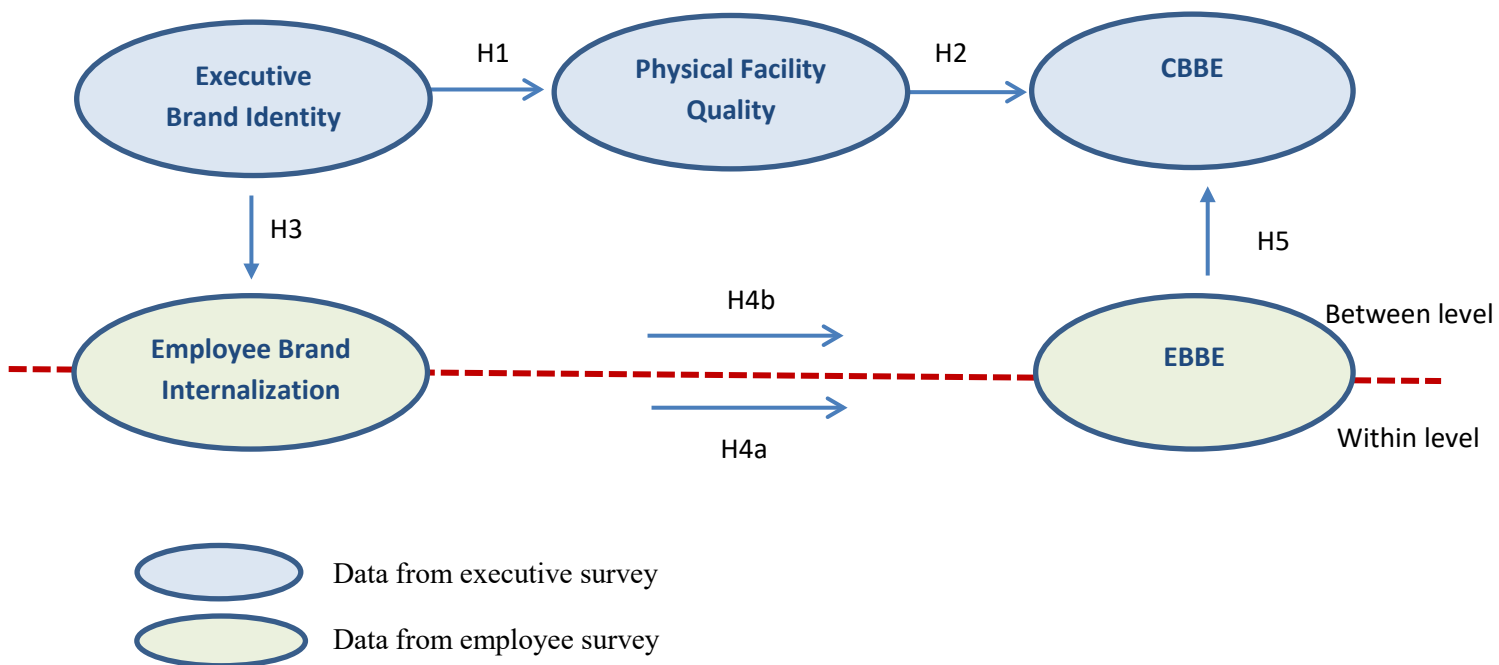 H1
H2
Executive
Brand Identity
Physical Facility
Quality
CBBE
H3
H5
H4b
Between level
Employee Brand
Internalization
EBBE
H4a
Within level
Data from executive survey
Data from employee survey